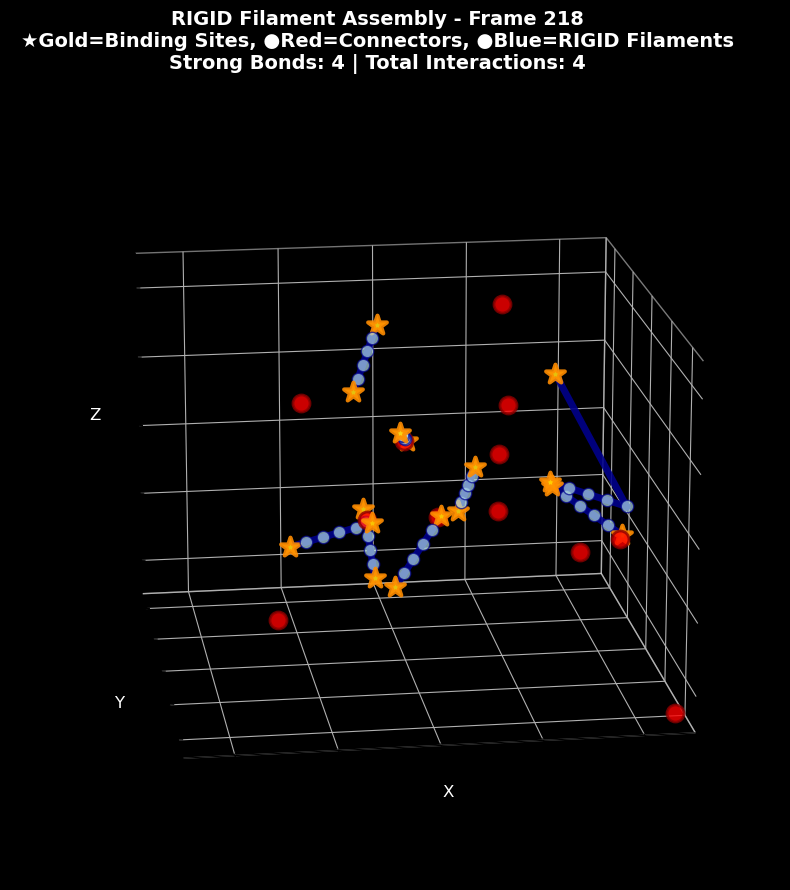 RIGID Filament Assembly - Frame 218
★Gold=Binding Sites, ●Red=Connectors, ●Blue=RIGID Filaments
Strong Bonds: 4 | Total Interactions: 4
Z
Y
X